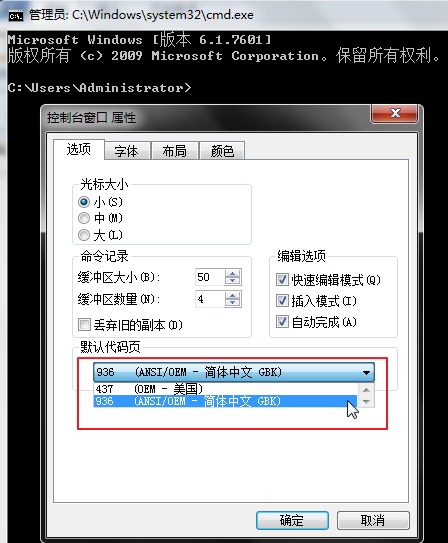 管理员: C:\Windows\system32\cmd.exe
Microsoft Windows [版本 6.1.7601]
版权所有 (c) 2009 Microsoft Corporation。保留所有权利。
C:\Users\Administrator>
控制台窗口 属性
选项 字体 布局 颜色
光标大小
小(S)
中(M)
大(L)
命令记录
缓冲区大小(B): 50
缓冲区数量(N): 4
丢弃旧的副本(D)
编辑选项
快速编辑模式(Q)
插入模式(I)
自动完成(A)
默认代码页
936 (ANSI/OEM - 简体中文 GBK)
437 (OEM - 美国)
936 (ANSI/OEM - 简体中文 GBK)
确定 取消